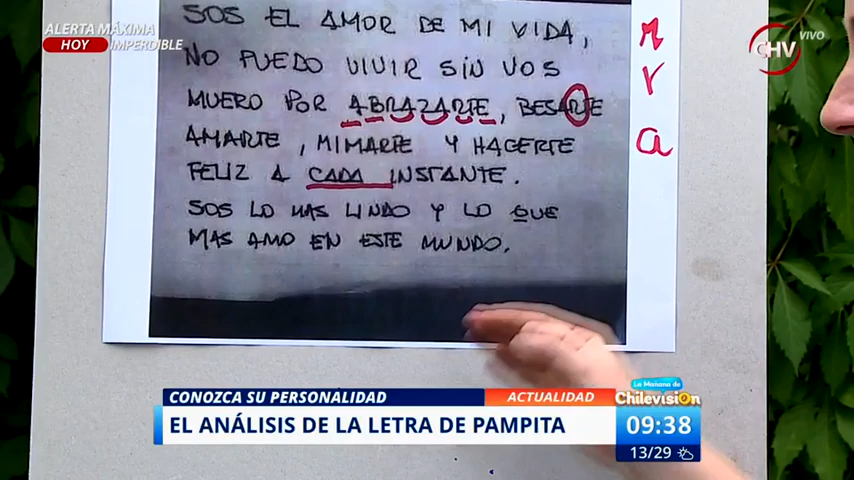 ALERTA MÁXIMA
HOY IMPERDIBLE
CHV VIVO
SOS EL AMOR DE MI VIDA,
NO PUEDO VIVIR SIN VOS
MUERO POR ABRAZARTE, BESARTE
AMARTE, MIMARTE Y HACERTE
FELIZ A CADA INSTANTE.
SOS LO MAS LINDO Y LO QUE
MAS AMO EN ESTE MUNDO.
r
r
a
CONOZCA SU PERSONALIDAD
ACTUALIDAD
EL ANÁLISIS DE LA LETRA DE PAMPITA
La Mañana de
Chilevisión
09:38
13/29